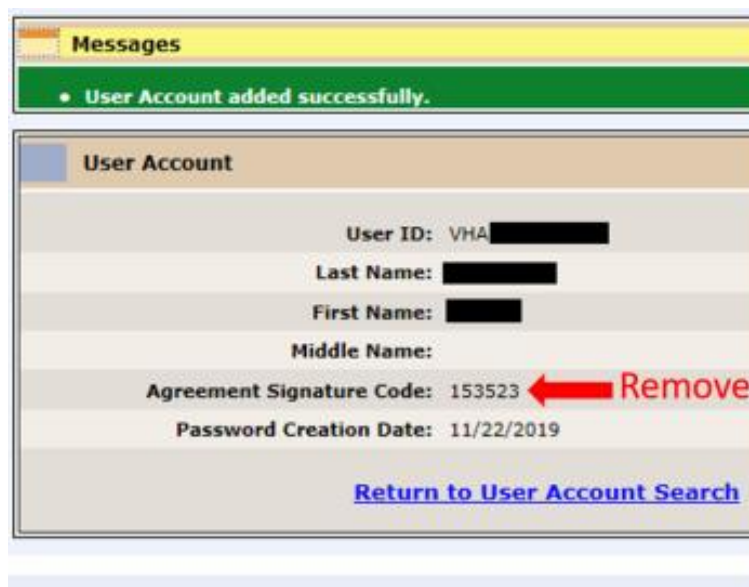 Messages
• User Account added successfully.
User Account
User ID: VHA
Last Name:
First Name:
Middle Name:
Agreement Signature Code: 153523 Remove
Password Creation Date: 11/22/2019
Return to User Account Search